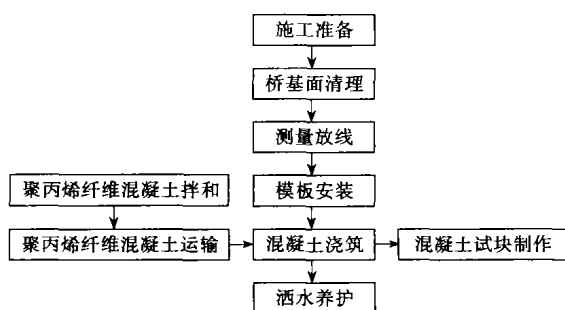 施工准备
桥基面清理
测量放线
聚丙烯纤维混凝土拌和
模板安装
聚丙烯纤维混凝土运输
混凝土浇筑
混凝土试块制作
洒水养护